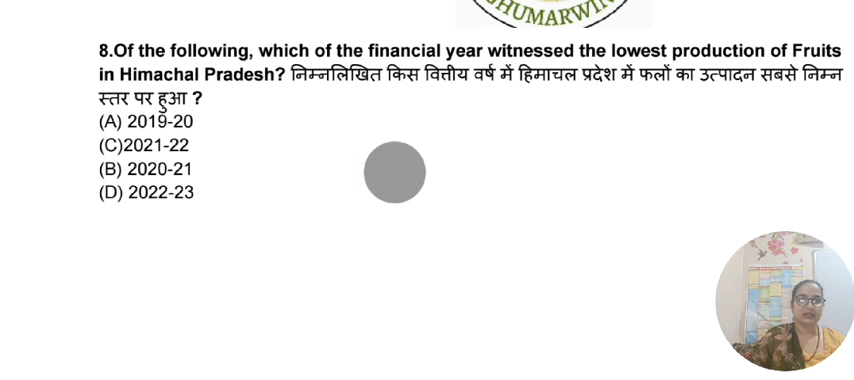 HUMARWIN
8.Of the following, which of the financial year witnessed the lowest production of Fruits
in Himachal Pradesh? निम्नलिखित किस वित्तीय वर्ष में हिमाचल प्रदेश में फलों का उत्पादन सबसे निम्न
स्तर पर हुआ ?
(A) 2019-20
(C)2021-22
(B) 2020-21
(D) 2022-23